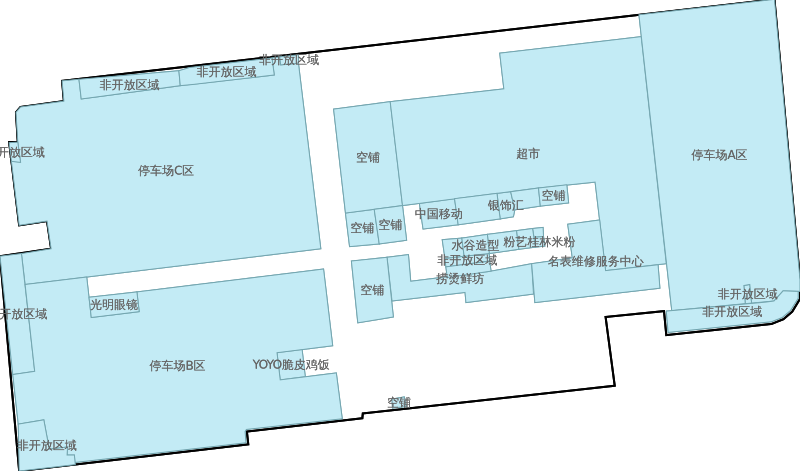 非开放区域
非开放区域
非开放区域
开放区域
停车场C区
空铺
超市
停车场A区
空铺
空铺
中国移动
银饰汇
空铺
水谷造型
粉艺桂林米粉
非开放区域
捞烫鲜坊
名表维修服务中心
空铺
非开放区域
非开放区域
开放区域
光明眼镜
停车场B区
YOYO脆皮鸡饭
空铺
非开放区域